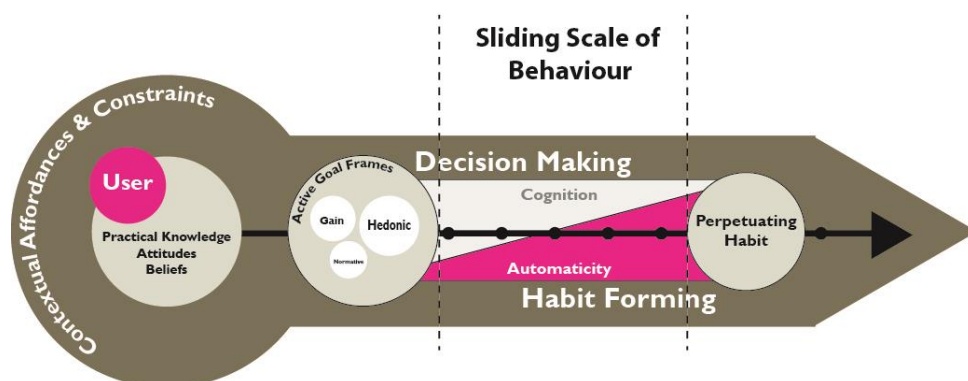 Sliding Scale of
Behaviour
Contextual Affordances & Constraints
User
Practical Knowledge
Attitudes
Beliefs
Active Goal Frames
Gain
Hedonic
Normative
Decision Making
Cognition
Automaticity
Habit Forming
Perpetuating
Habit